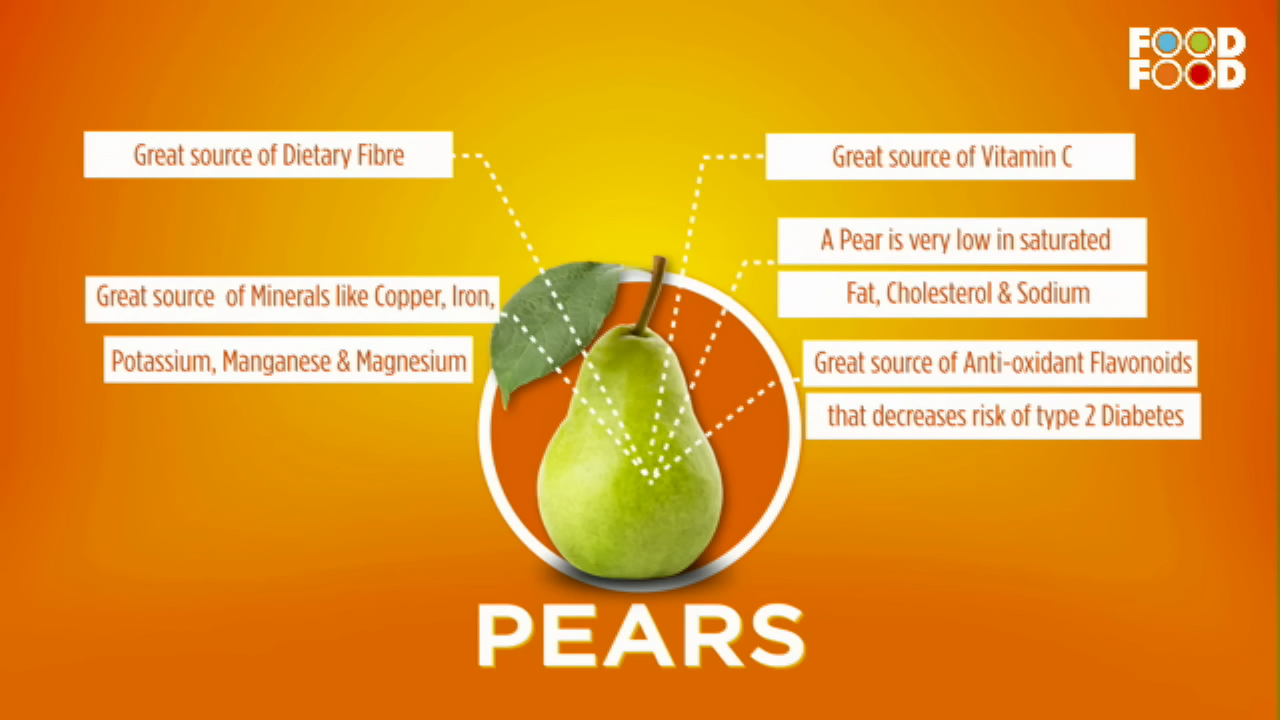 FOOD
FOOD
Great source of Dietary Fibre
Great source of Minerals like Copper, Iron,
Potassium, Manganese & Magnesium
Great source of Vitamin C
A Pear is very low in saturated
Fat, Cholesterol & Sodium
Great source of Anti-oxidant Flavonoids
that decreases risk of type 2 Diabetes
PEARS